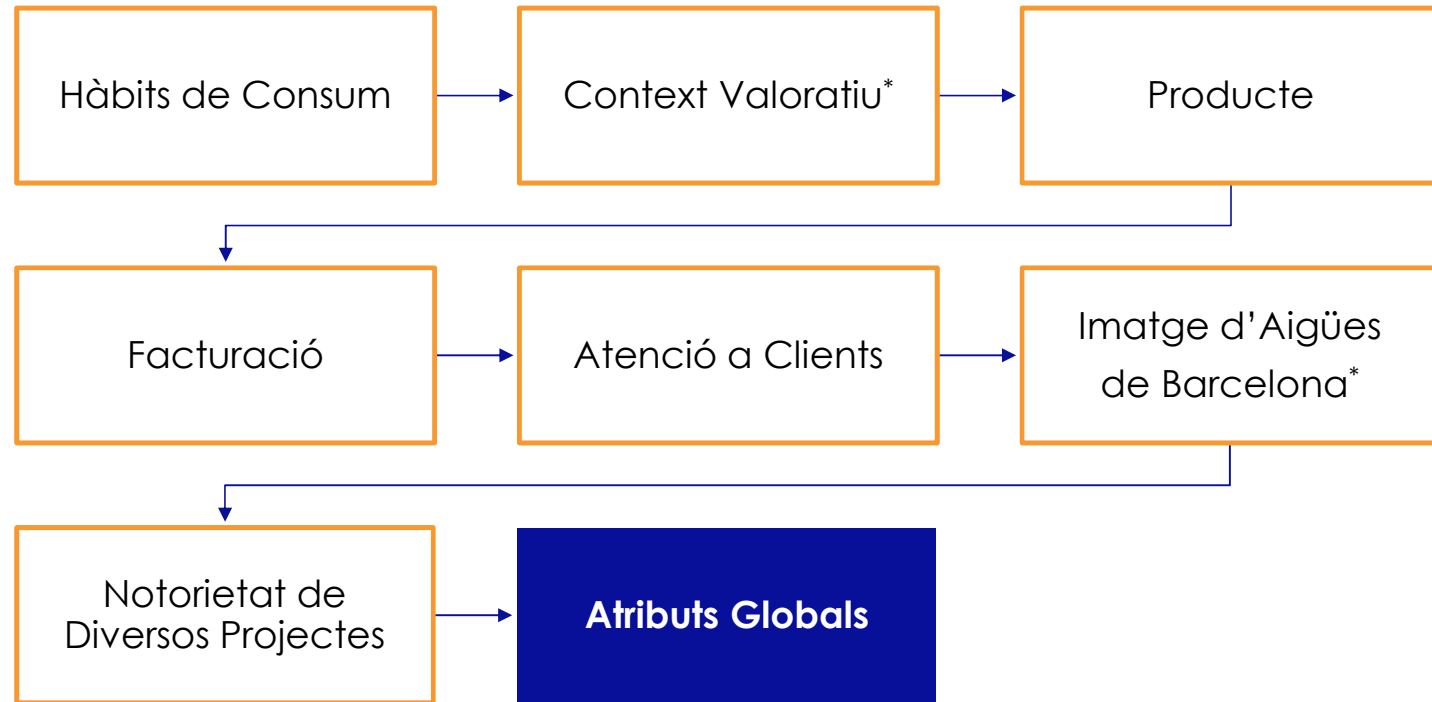 Hàbits de Consum
Context Valoratiu*
Producte
Facturació
Atenció a Clients
Imatge d’Aigües
de Barcelona*
Notorietat de
Diversos Projectes
Atributs Globals